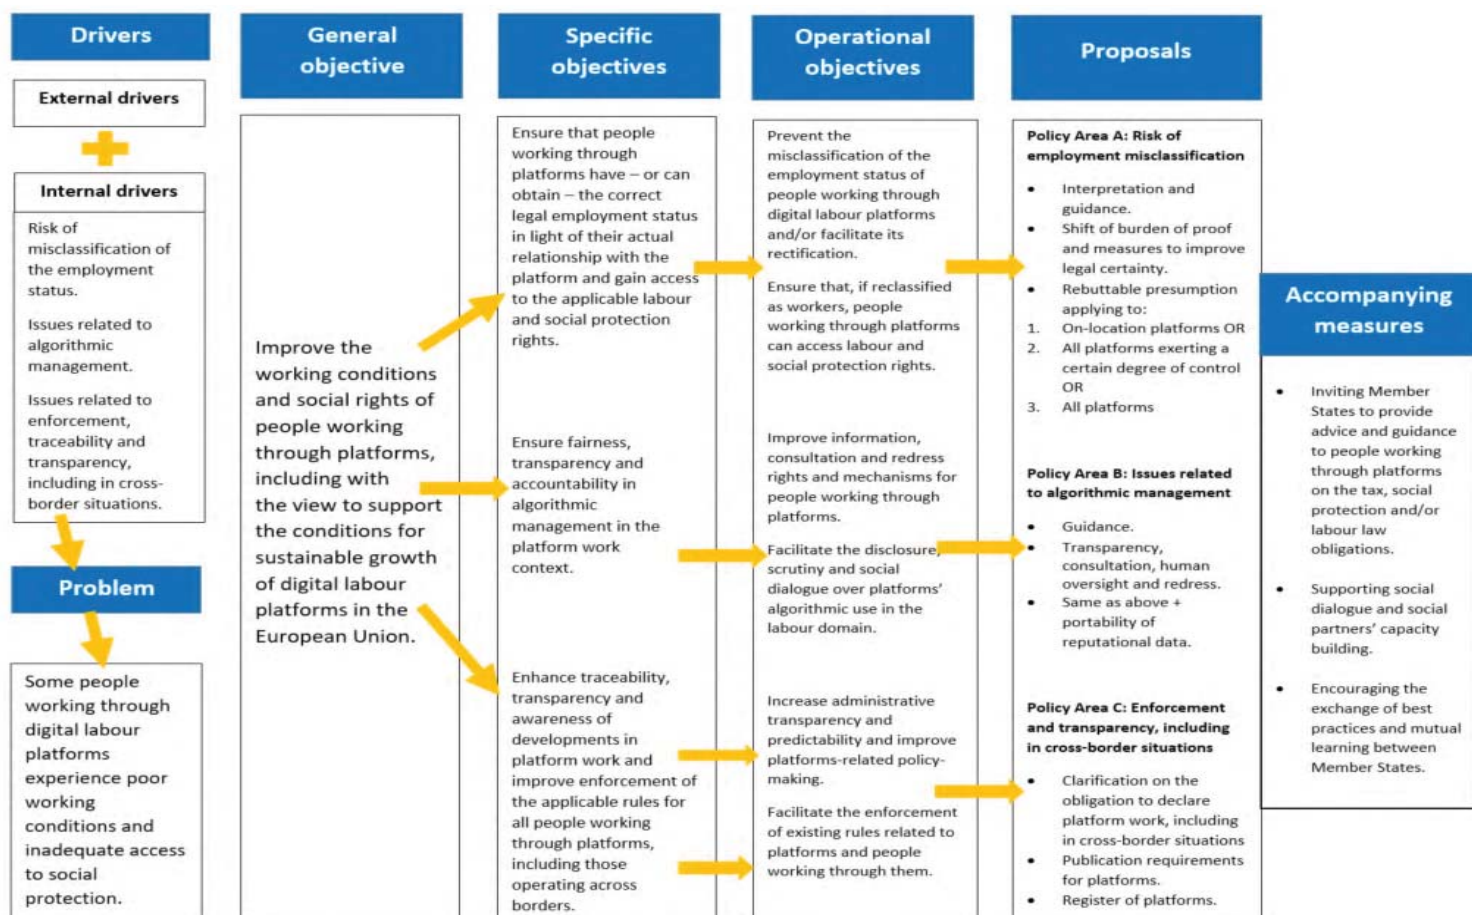 Drivers
External drivers
Internal drivers
Risk of
misclassification of
the employment
status.
Issues related to
algorithmic
management.
Issues related to
enforcement,
traceability and
transparency,
including in cross-
border situations.
Problem
Some people
working through
digital labour
platforms
experience poor
working
conditions and
inadequate access
to social
protection.
General
objective
Improve the
working conditions
and social rights of
people working
through platforms,
including with
the view to support
the conditions for
sustainable growth
of digital labour
platforms in the
European Union.
Specific
objectives
Ensure that people
working through
platforms have – or can
obtain – the correct
legal employment status
in light of their actual
relationship with the
platform and gain access
to the applicable labour
and social protection
rights.
Ensure fairness,
transparency and
accountability in
algorithmic
management in the
platform work
context.
Enhance traceability,
transparency and
awareness of
developments in
platform work and
improve enforcement of
the applicable rules for
all people working
through platforms,
including those
operating across
borders.
Operational
objectives
Prevent the
misclassification of the
employment status of
people working through
digital labour platforms
and/or facilitate its
rectification.
Ensure that, if reclassified
as workers, people
working through platforms
can access labour and
social protection rights.
Improve information,
consultation and redress
rights and mechanisms for
people working through
platforms.
Facilitate the disclosure,
scrutiny and social
dialogue over platforms'
algorithmic use in the
labour domain.
Increase administrative
transparency and
predictability and improve
platforms-related policy-
making.
Facilitate the enforcement
of existing rules related to
platforms and people
working through them.
Proposals
Policy Area A: Risk of
employment misclassification
• Interpretation and
guidance.
• Shift of burden of proof
and measures to improve
legal certainty.
• Rebuttable presumption
applying to:
1. On-location platforms OR
2. All platforms exerting a
certain degree of control
OR
3. All platforms
Policy Area B: Issues related
to algorithmic management
• Guidance.
• Transparency,
consultation, human
oversight and redress.
• Same as above +
portability of
reputational data.
Policy Area C: Enforcement
and transparency, including
in cross-border situations
• Clarification on the
obligation to declare
platform work, including
in cross-border situations
• Publication requirements
for platforms.
• Register of platforms.
Accompanying
measures
• Inviting Member
States to provide
advice and guidance
to people working
through platforms
on the tax, social
protection and/or
labour law
obligations.
• Supporting social
dialogue and social
partners' capacity
building.
• Encouraging the
exchange of best
practices and mutual
learning between
Member States.